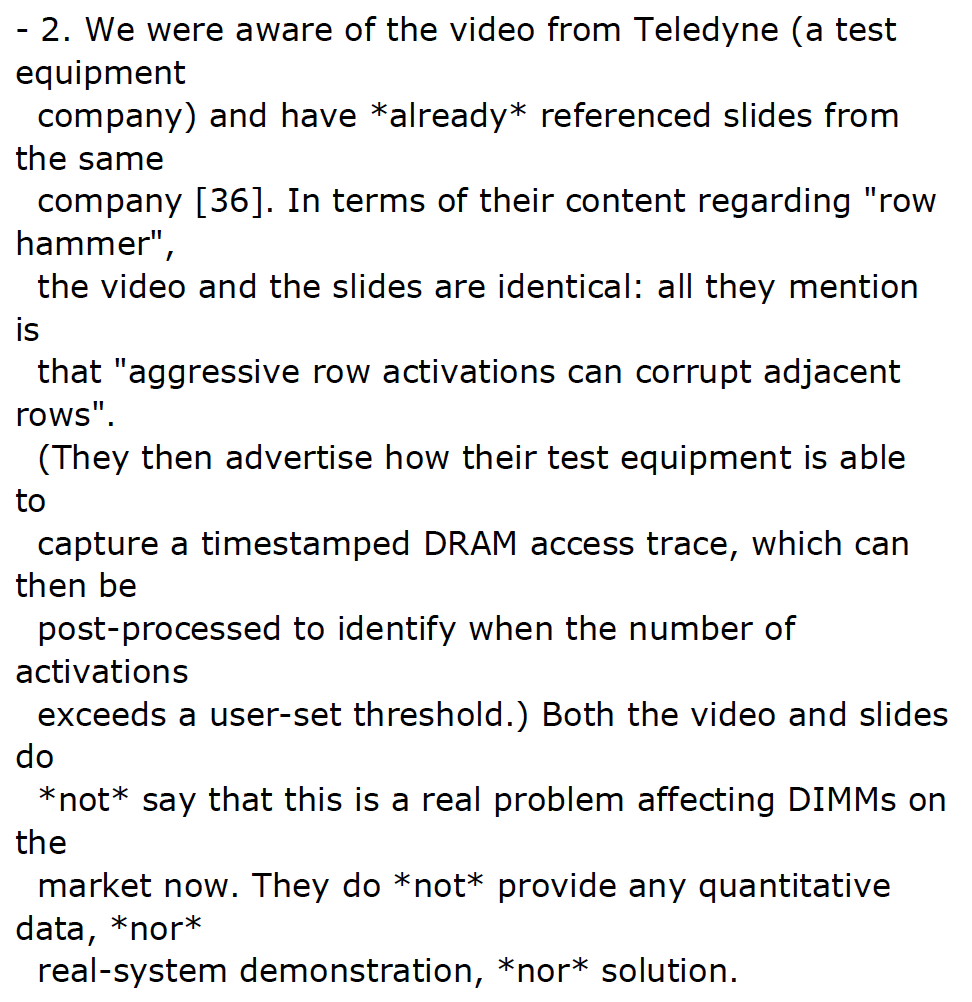 - 2. We were aware of the video from Teledyne (a test
equipment
company) and have *already* referenced slides from
the same
company [36]. In terms of their content regarding "row
hammer",
the video and the slides are identical: all they mention
is
that "aggressive row activations can corrupt adjacent
rows".
(They then advertise how their test equipment is able
to
capture a timestamped DRAM access trace, which can
then be
post-processed to identify when the number of
activations
exceeds a user-set threshold.) Both the video and slides
do
*not* say that this is a real problem affecting DIMMs on
the
market now. They do *not* provide any quantitative
data, *nor*
real-system demonstration, *nor* solution.